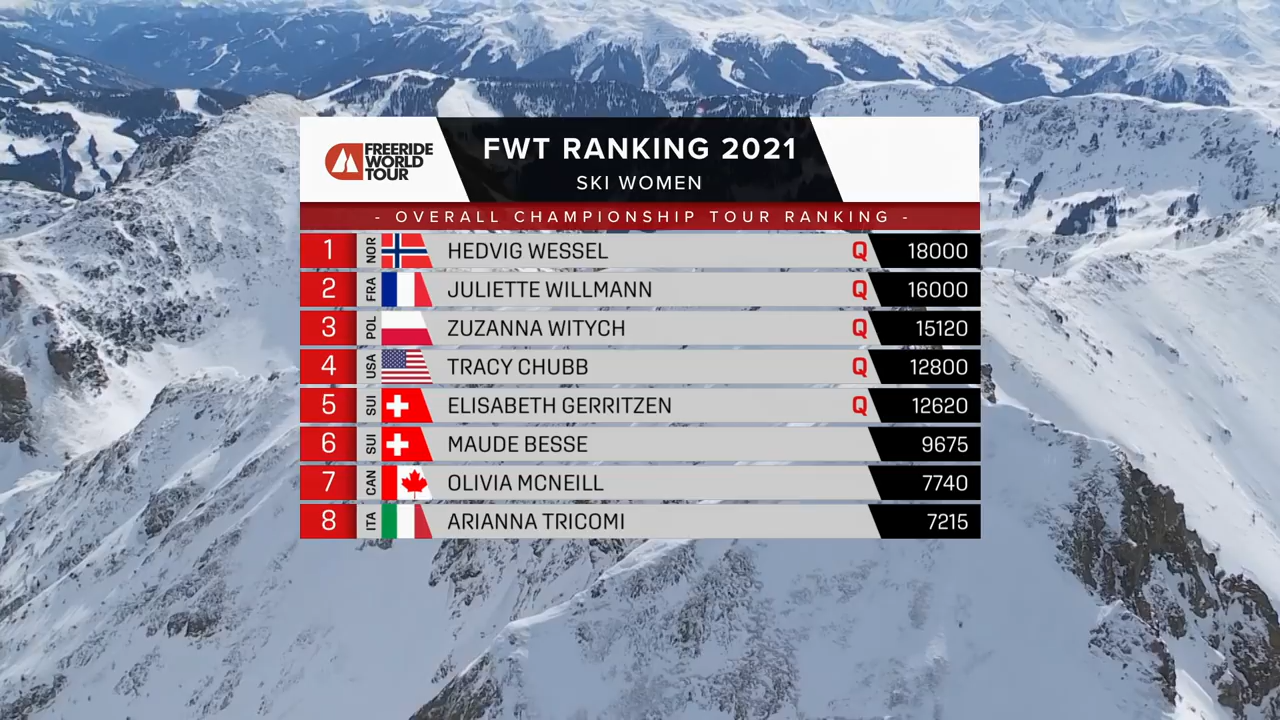 FREERIDE
WORLD
TOUR
FWT RANKING 2021
SKI WOMEN
- OVERALL CHAMPIONSHIP TOUR RANKING -
1 NOR HEDVIG WESSEL Q 18000
2 FRA JULIETTE WILLMANN Q 16000
3 POL ZUZANNA WITYCH Q 15120
4 USA TRACY CHUBB Q 12800
5 SUI ELISABETH GERRITZEN Q 12620
6 SUI MAUDE BESSE 9675
7 CAN OLIVIA MCNEILL 7740
8 ITA ARIANNA TRICOMI 7215